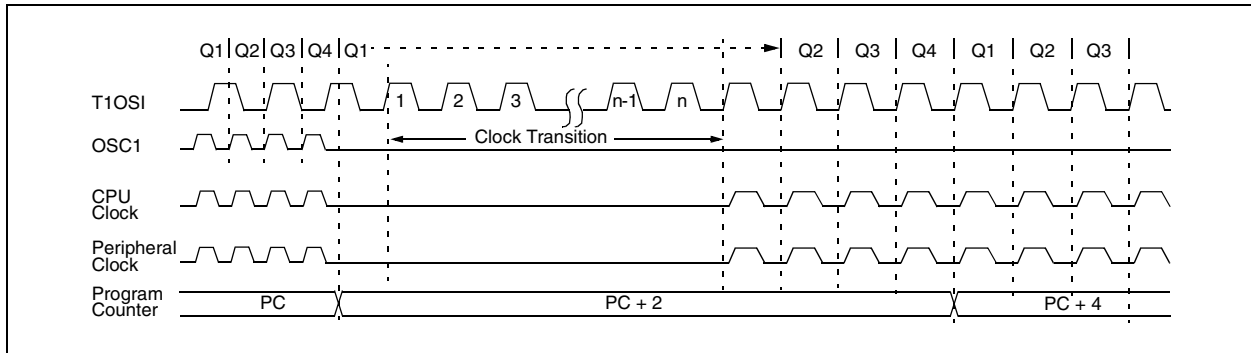 Q1 Q2 Q3 Q4 Q1 Q2 Q3 Q4 Q1 Q2 Q3
T1OSI 1 2 3 n-1 n
Clock Transition
OSC1
CPU
Clock
Peripheral
Clock
Program
Counter
PC PC + 2 PC + 4